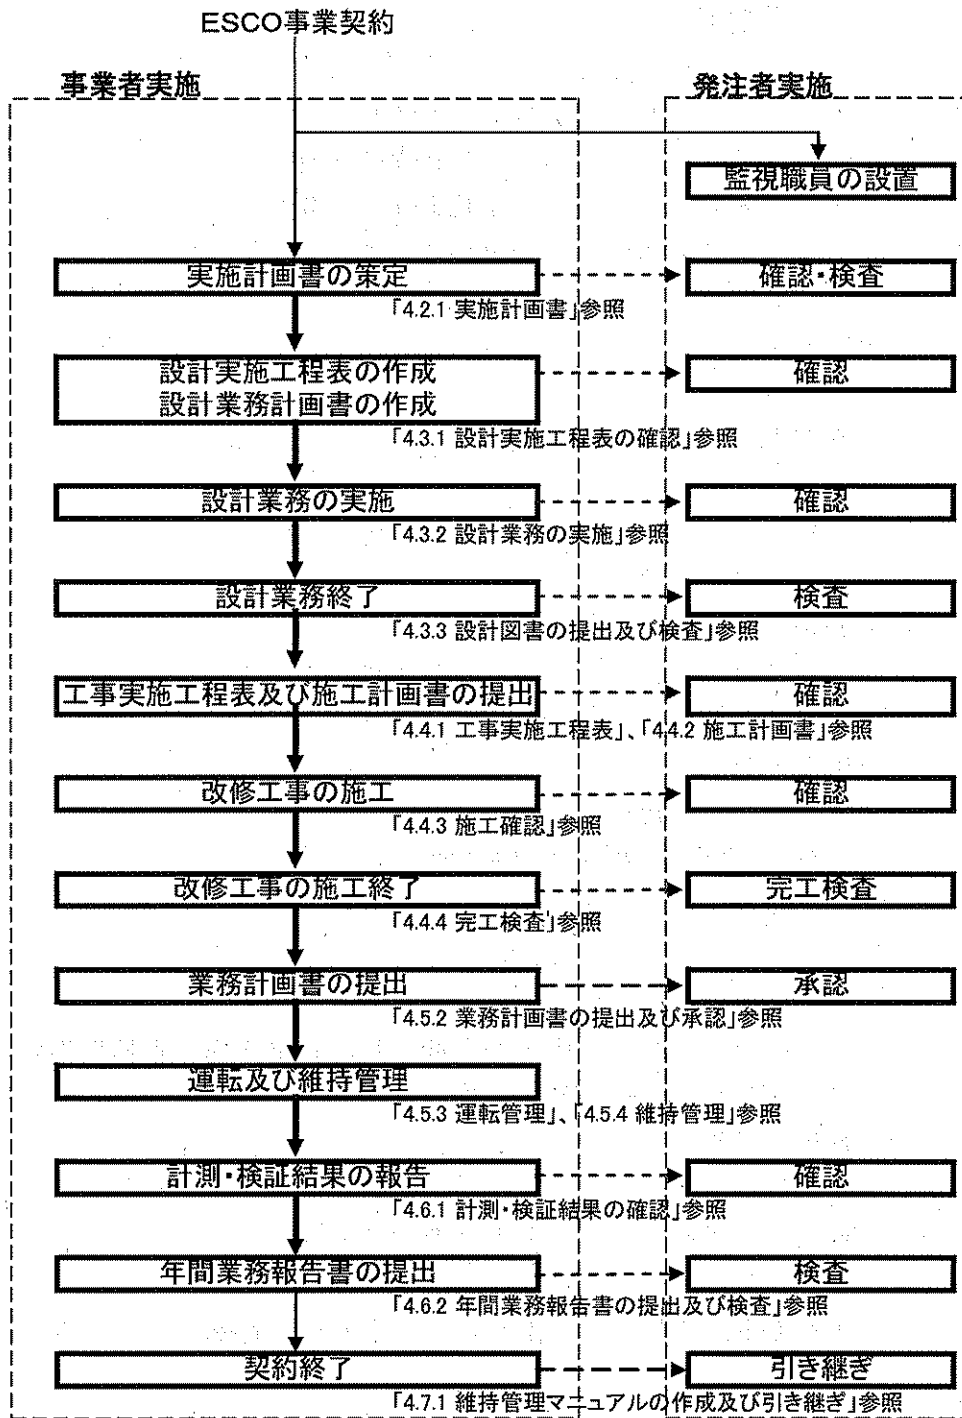 ESCO事業契約
事業者実施
発注者実施
監視職員の設置
実施計画書の策定
確認・検査
「4.2.1 実施計画書」参照
設計実施工程表の作成
設計業務計画書の作成
確認
「4.3.1 設計実施工程表の確認」参照
設計業務の実施
確認
「4.3.2 設計業務の実施」参照
設計業務終了
検査
「4.3.3 設計図書の提出及び検査」参照
工事実施工程表及び施工計画書の提出
確認
「4.4.1 工事実施工程表」、「4.4.2 施工計画書」参照
改修工事の施工
確認
「4.4.3 施工確認」参照
改修工事の施工終了
完工検査
「4.4.4 完工検査」参照
業務計画書の提出
承認
「4.5.2 業務計画書の提出及び承認」参照
運転及び維持管理
「4.5.3 運転管理」、「4.5.4 維持管理」参照
計測・検証結果の報告
確認
「4.6.1 計測・検証結果の確認」参照
年間業務報告書の提出
検査
「4.6.2 年間業務報告書の提出及び検査」参照
契約終了
引き継ぎ
「4.7.1 維持管理マニュアルの作成及び引き継ぎ」参照